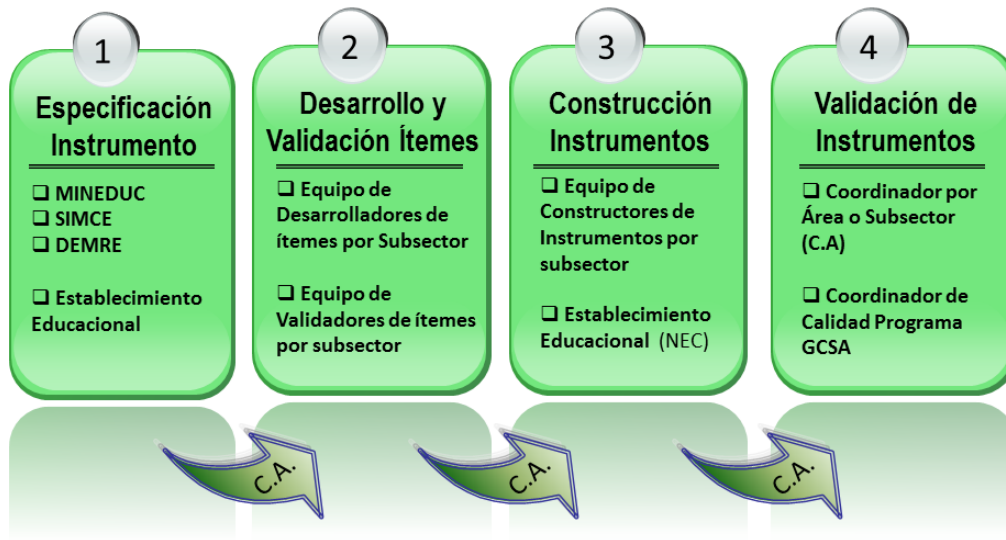 1
Especificación
Instrumento
❑ MINEDUC
❑ SIMCE
❑ DEMRE
❑ Establecimiento
Educacional
2
Desarrollo y
Validación Ítemes
❑ Equipo de
Desarrolladores de
ítemes por Subsector
❑ Equipo de
Validadores de ítemes
por subsector
3
Construcción
Instrumentos
❑ Equipo de
Constructores de
Instrumentos por
subsector
❑ Establecimiento
Educacional (NEC)
4
Validación de
Instrumentos
❑ Coordinador por
Área o Subsector
(C.A)
❑ Coordinador de
Calidad Programa
GCSA
C.A.
C.A.
C.A.